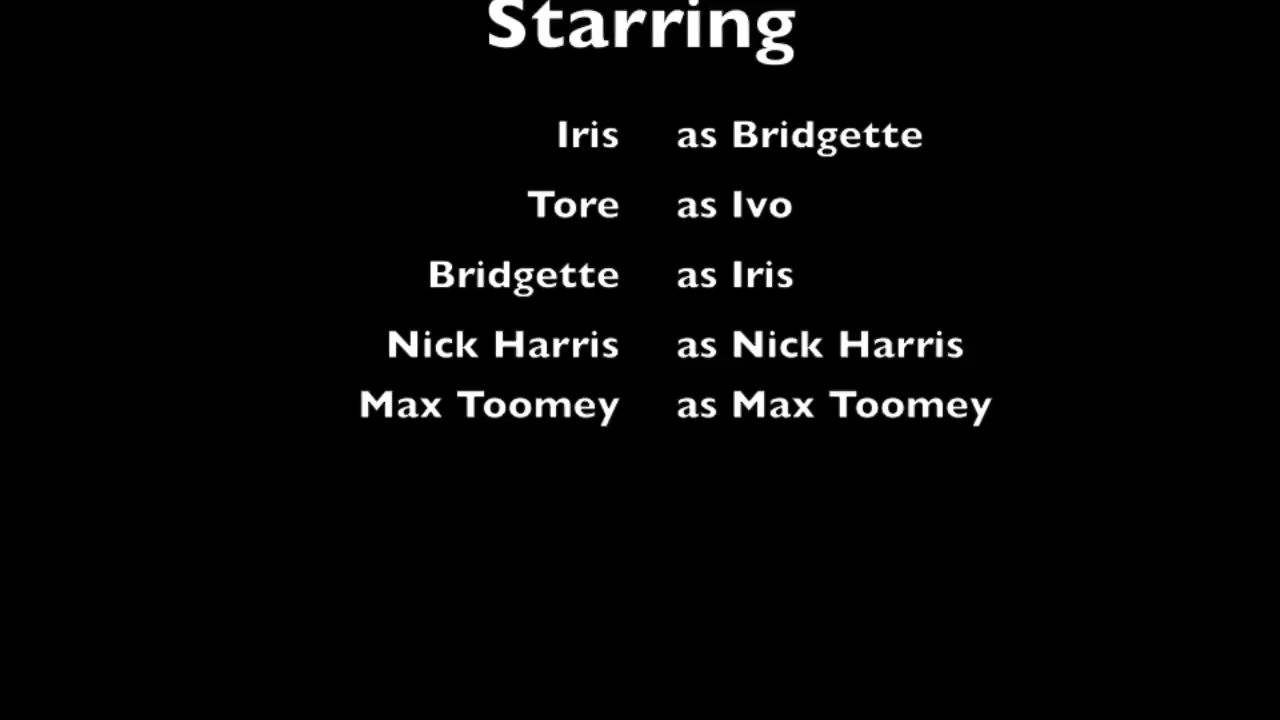 Starring
Iris as Bridgette
Tore as Ivo
Bridgette as Iris
Nick Harris as Nick Harris
Max Toomey as Max Toomey